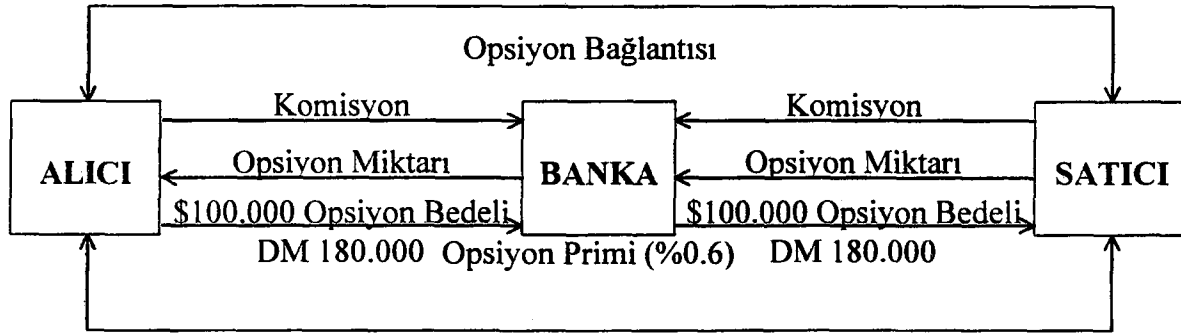 Opsiyon Bağlantısı
Komisyon Komisyon
ALICI Opsiyon Miktarı BANKA Opsiyon Miktarı SATICI
$100.000 Opsiyon Bedeli $100.000 Opsiyon Bedeli
DM 180.000 Opsiyon Primi (%0.6) DM 180.000